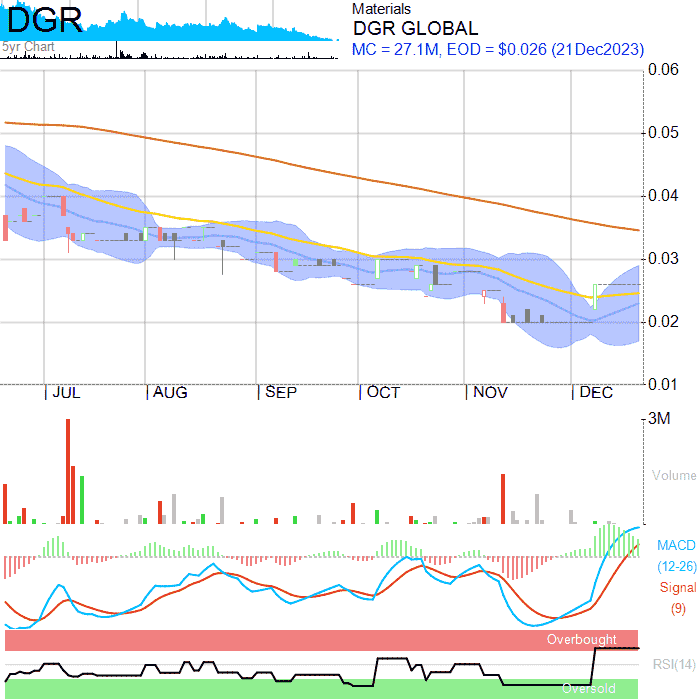 DGR
5yr Chart
Materials
DGR GLOBAL
MC = 27.1M, EOD = $0.026 (21Dec2023)
0.06
0.05
0.04
0.03
0.02
0.01
JUL AUG SEP OCT NOV DEC
3M
Volume
MACD
(12-26)
Signal
(9)
Overbought
RSI(14)
Oversold